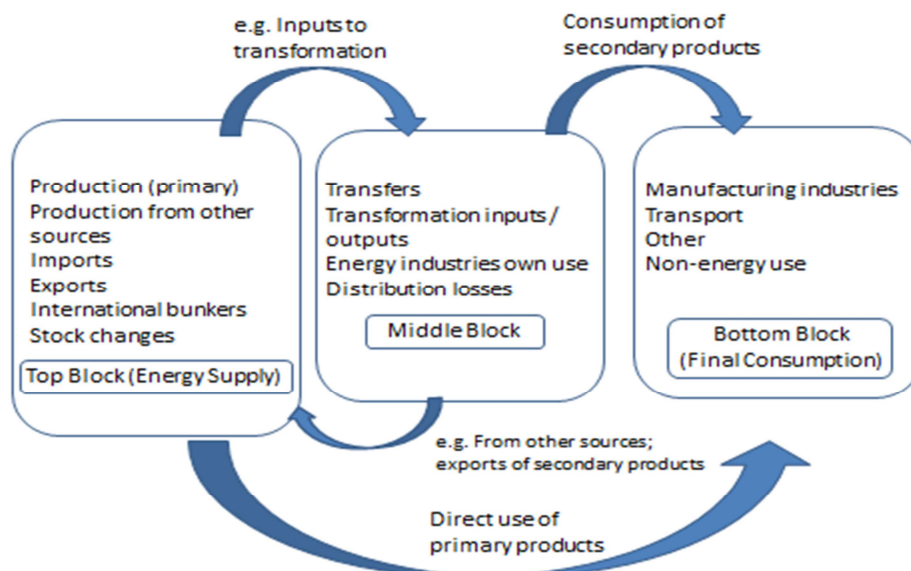 e.g. Inputs to
transformation
Consumption of
secondary products
Production (primary)
Production from other
sources
Imports
Exports
International bunkers
Stock changes
Top Block (Energy Supply)
Transfers
Transformation inputs /
outputs
Energy industries own use
Distribution losses
Middle Block
Manufacturing industries
Transport
Other
Non-energy use
Bottom Block
(Final Consumption)
e.g. From other sources;
exports of secondary products
Direct use of
primary products